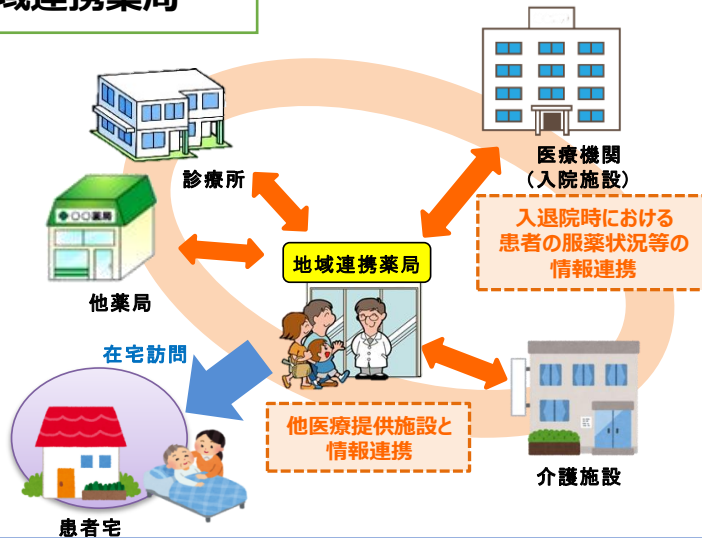 域連携薬局
診療所
医療機関
(入院施設)
入退院時における
患者の服薬状況等の
情報連携
○○薬局
他薬局
地域連携薬局
在宅訪問
他医療提供施設と
情報連携
介護施設
患者宅